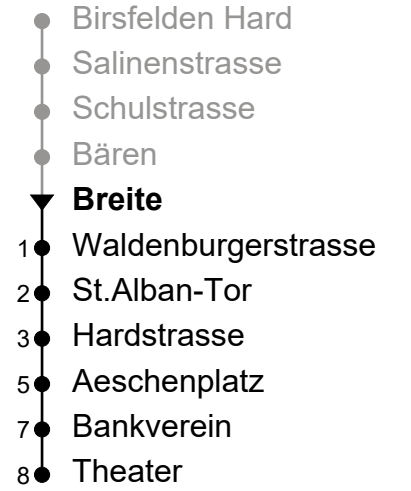 Birsfelden Hard
Salinenstrasse
Schulstrasse
Bären
Breite
1 Waldenburgerstrasse
2 St.Alban-Tor
3 Hardstrasse
5 Aeschenplatz
7 Bankverein
8 Theater